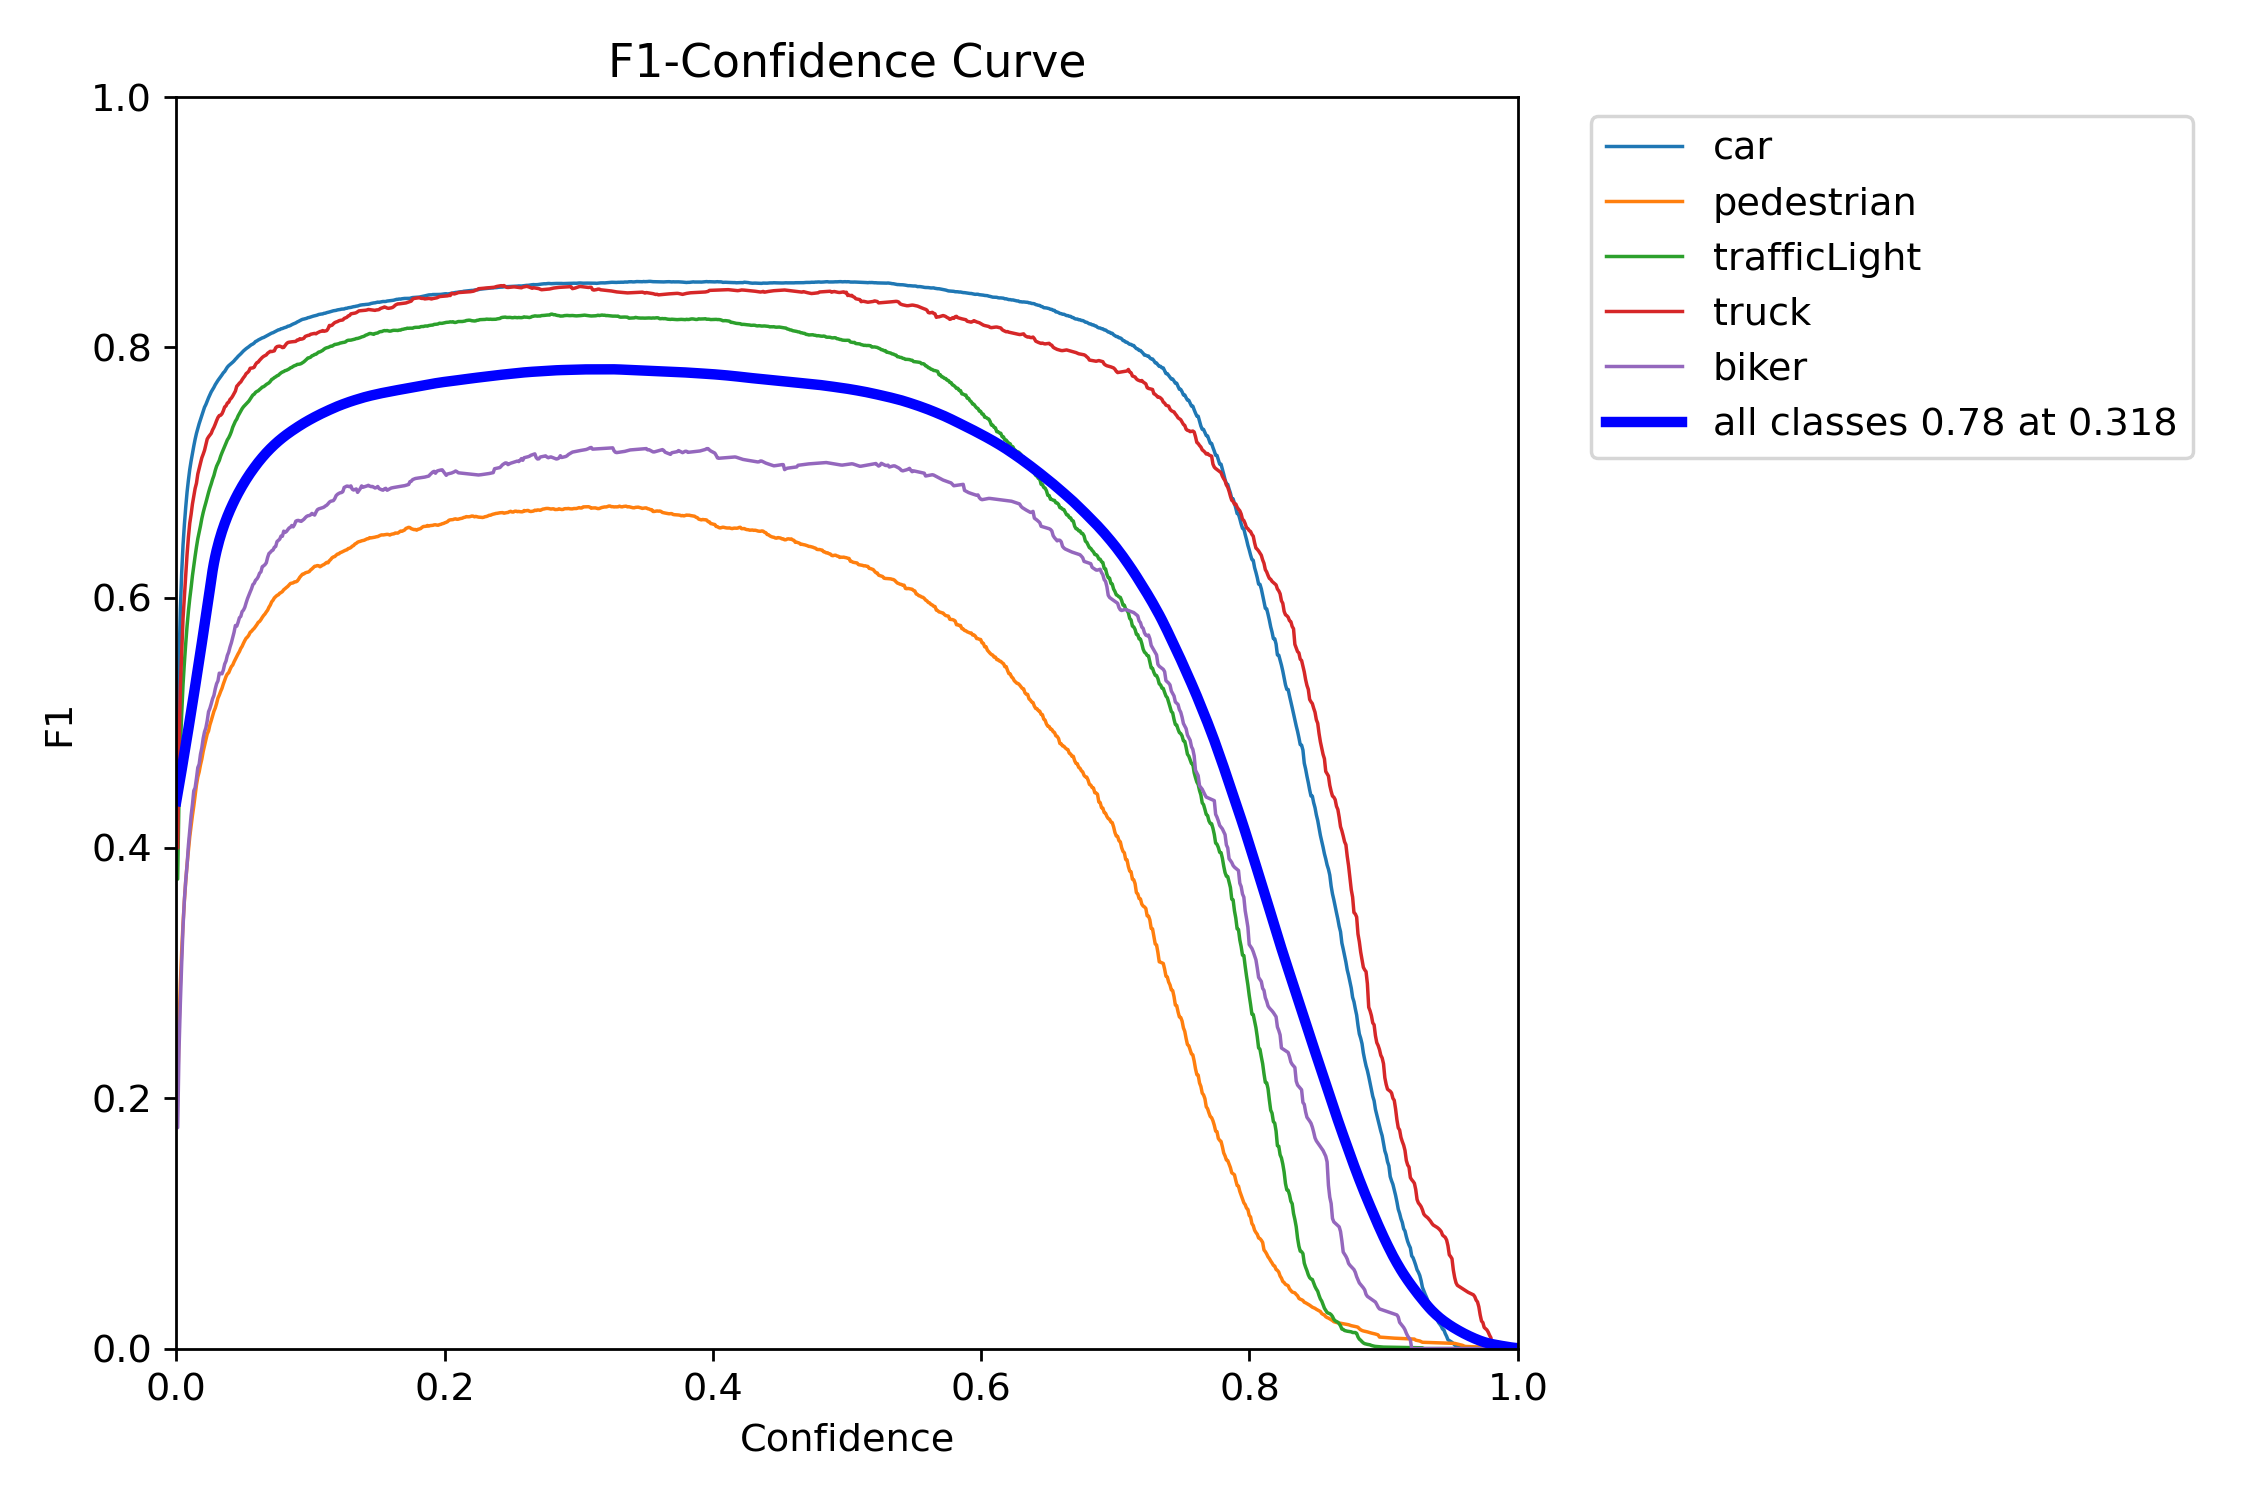 F1-Confidence Curve
1.0
0.8
0.6
0.4
0.2
0.0
F1
0.0 0.2 0.4 0.6 0.8 1.0
Confidence
car
pedestrian
trafficLight
truck
biker
all classes 0.78 at 0.318